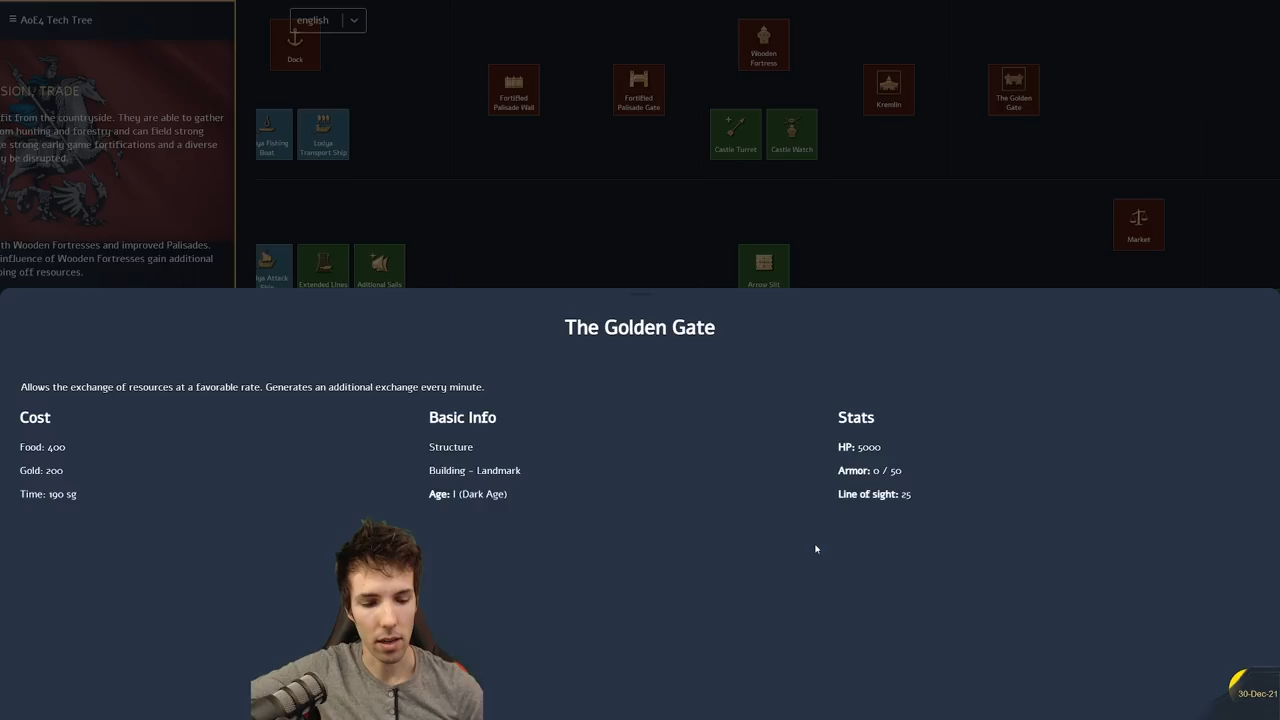 ☰ AoE4 Tech Tree
english
Dock
Wooden
Fortress
Fortified
Palisade Wall
Fortified
Palisade Gate
Kremlin
The Golden
Gate
SION, TRADE
fit from the countryside. They are able to gather
om hunting and forestry and can field strong
e strong early game fortifications and a diverse
y be disrupted.
ya Fishing
Boat
Lodya
Transport Ship
Castle Turret
Castle Watch
Market
th Wooden Fortresses and improved Palisades.
influence of Wooden Fortresses gain additional
ping off resources.
ya Attack
Ship
Extended Lines
Aditional Sails
Arrow Slit
The Golden Gate
Allows the exchange of resources at a favorable rate. Generates an additional exchange every minute.
Cost
Food: 400
Gold: 200
Time: 190 sg
Basic Info
Structure
Building - Landmark
Age: I (Dark Age)
Stats
HP: 5000
Armor: 0 / 50
Line of sight: 25
30-Dec-21